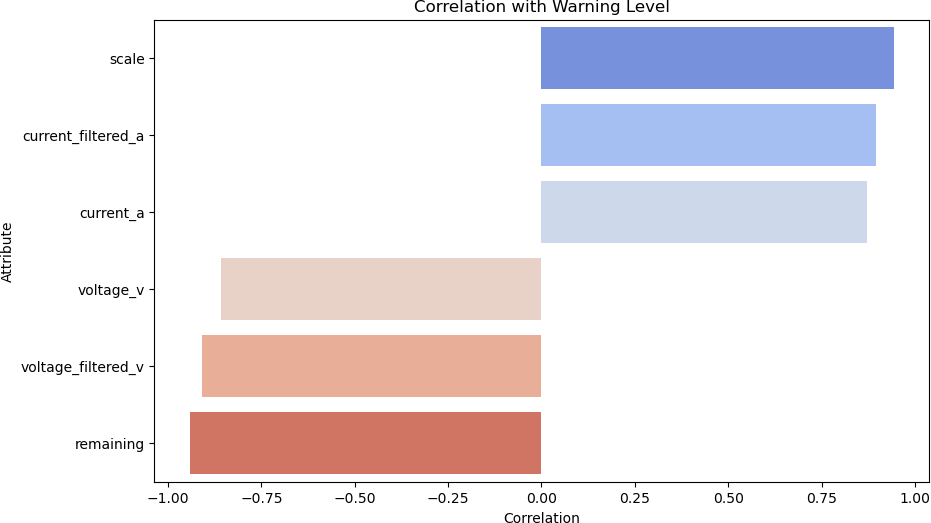 Correlation with Warning Level
scale
current_filtered_a
current_a
voltage_v
voltage_filtered_v
remaining
Attribute
−1.00 −0.75 −0.50 −0.25 0.00 0.25 0.50 0.75 1.00
Correlation